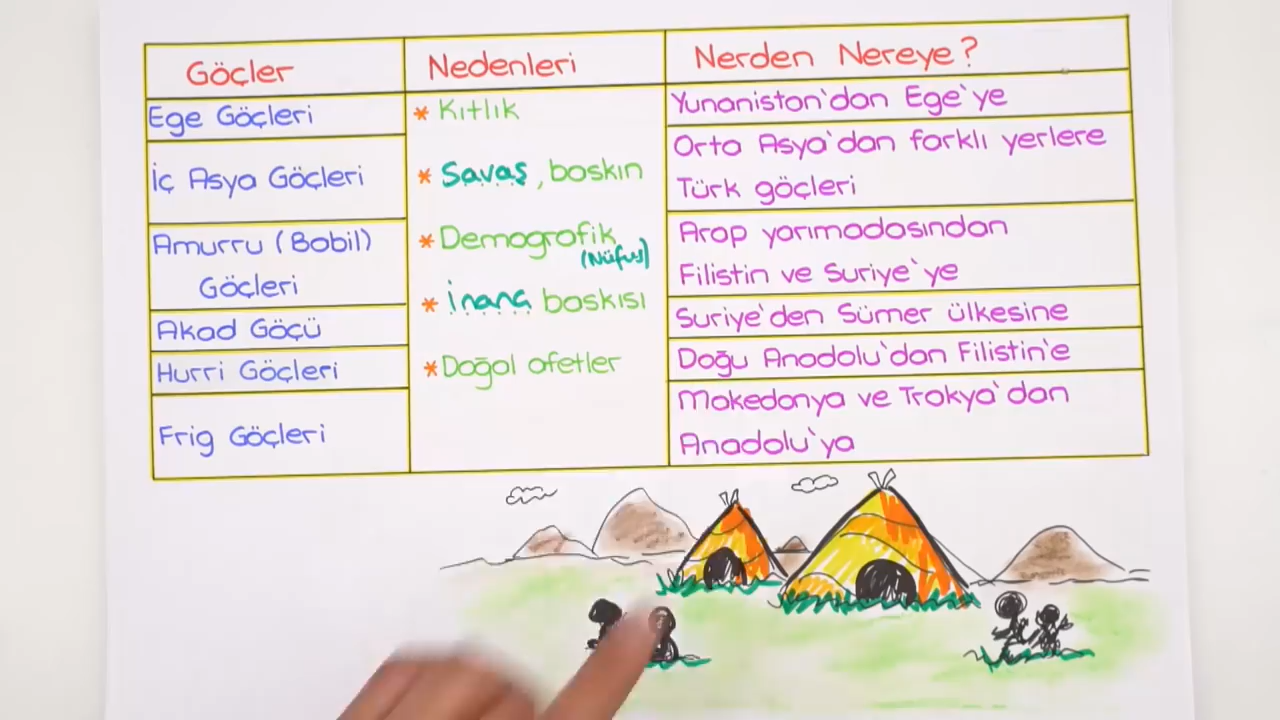 Göçler
Nedenleri
Nerden Nereye?
Ege Göçleri
İç Asya Göçleri
Amurru (Babil)
Göçleri
Akad Göçü
Hurri Göçleri
Frig Göçleri
* Kıtlık
* Savaş, baskın
* Demografik
(Nüfus)
* İnanç baskısı
* Doğal afetler
Yunanistan'dan Ege'ye
Orta Asya'dan farklı yerlere
Türk göçleri
Arap yarımadasından
Filistin ve Suriye'ye
Suriye'den Sümer ülkesine
Doğu Anadolu'dan Filistin'e
Makedonya ve Trakya'dan
Anadolu'ya